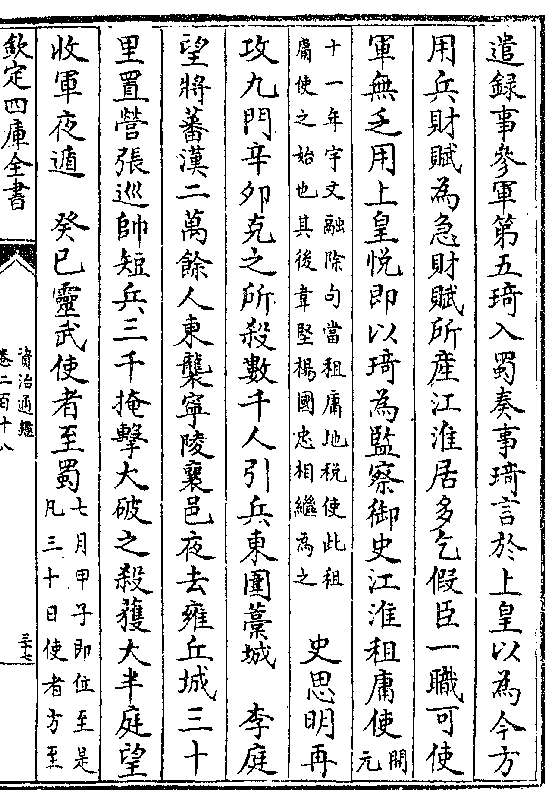 遣録事參軍第五琦入蜀奏事琦言於上皇以為今方
用兵財賦為急財賦所產江淮居多乞假臣一職可使
軍無乏用上皇悅即以琦為監察御史江淮租庸使開元
十一年宇文融除句當租庸地税使此租庸使之始也其後韋堅楊國忠相繼為之 史思明再
攻九門辛卯克之所殺數千人引兵東圍藁城 李庭
望將蕃漢二萬餘人東襲寧陵襄邑夜去雍丘城三十
里置營張巡帥短兵三千掩擊大破之殺獲大半庭望
收軍夜遁 癸巳靈武使者至蜀七月甲子即位至是凡三十日使者方至
欽定四庫全書
資治通鑑
卷二百十八
三十七